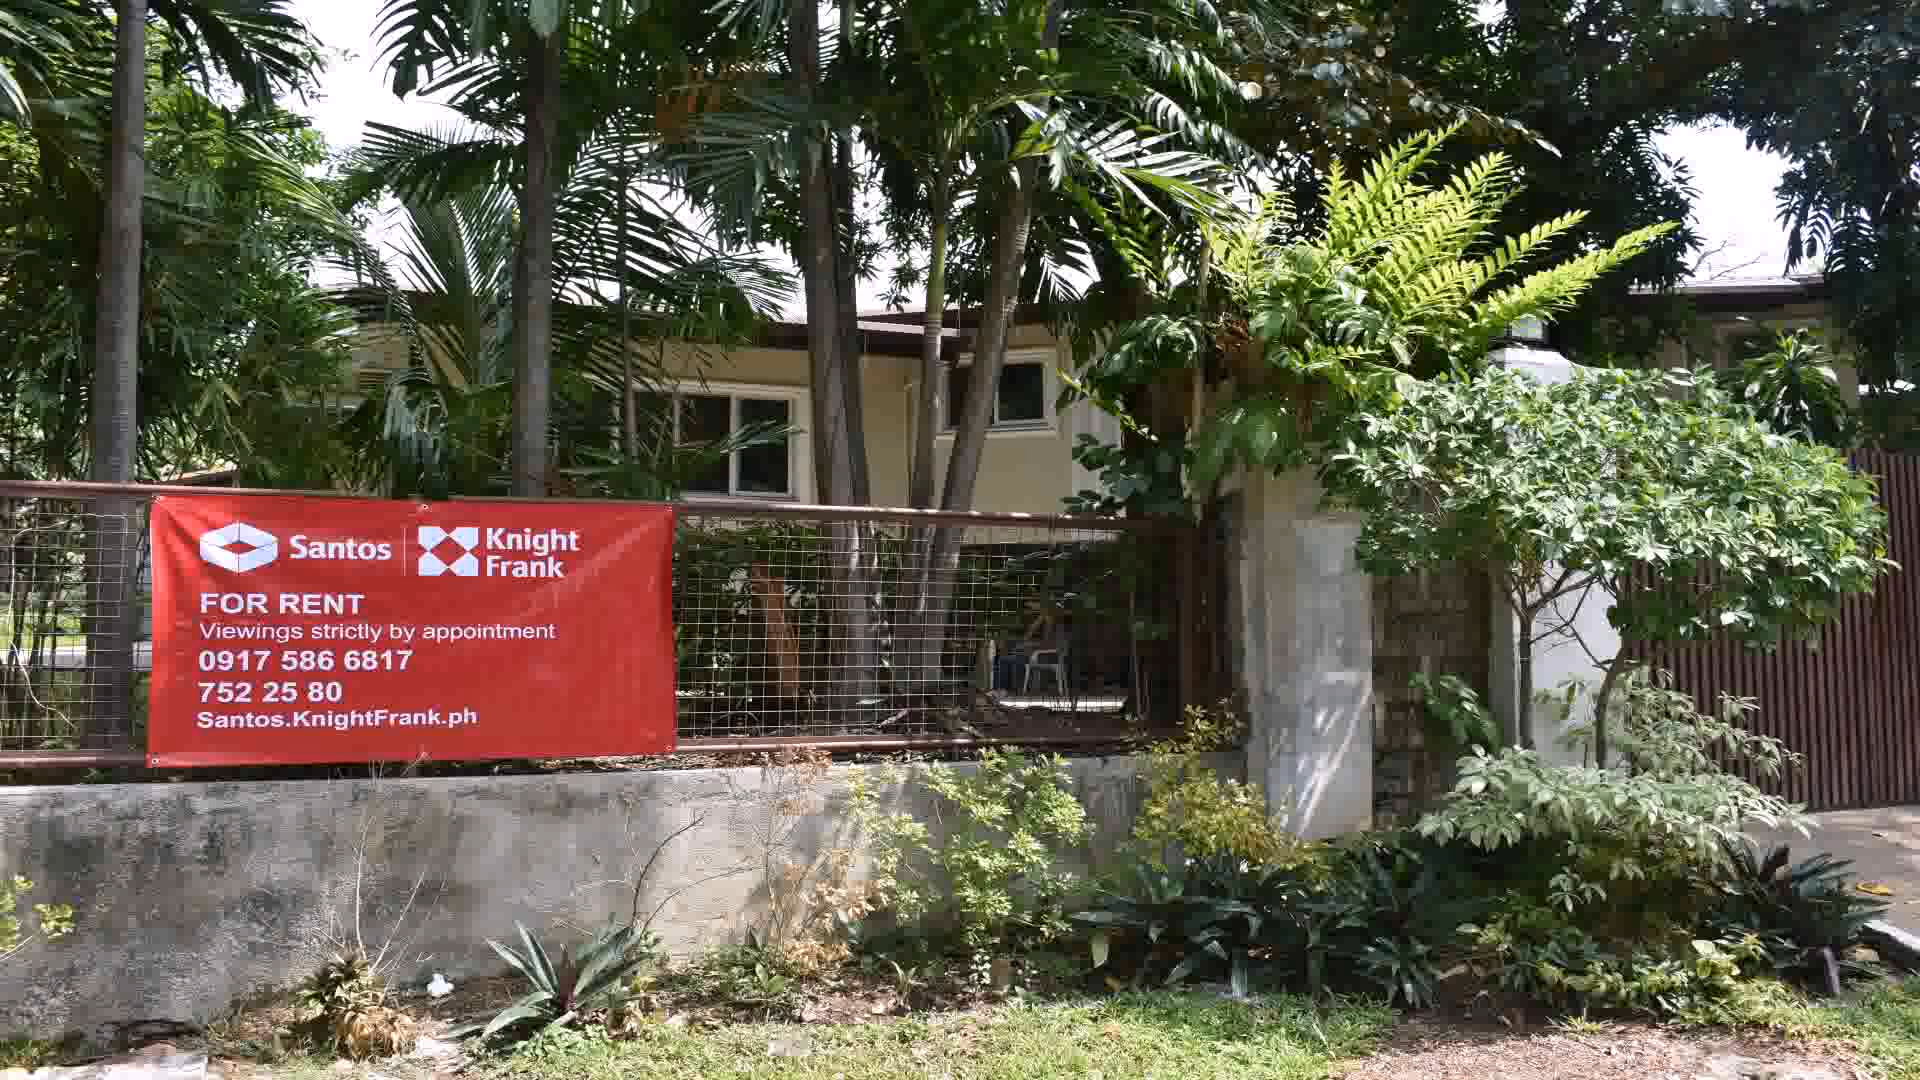 Santos
Knight
Frank
FOR RENT
Viewings strictly by appointment
0917 586 6817
752 25 80
Santos.KnightFrank.ph